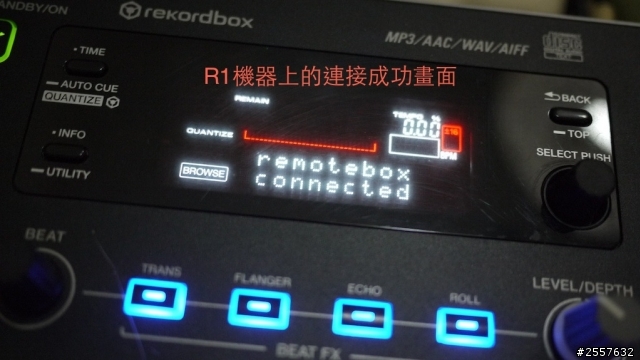 STANDBY/ON
rekordbox
MP3/AAC/WAV/AIFF
R1機器上的連接成功畫面
• TIME
— AUTO CUE
QUANTIZE
• INFO
— UTILITY
REMAIN
TEMPO %
0.00
±16
BPM
QUANTIZE
BROWSE
remotebox
connected
BACK
— TOP
SELECT PUSH
BEAT
TRANS
FLANGER
ECHO
ROLL
LEVEL/DEPTH
BEAT FX
#2557632